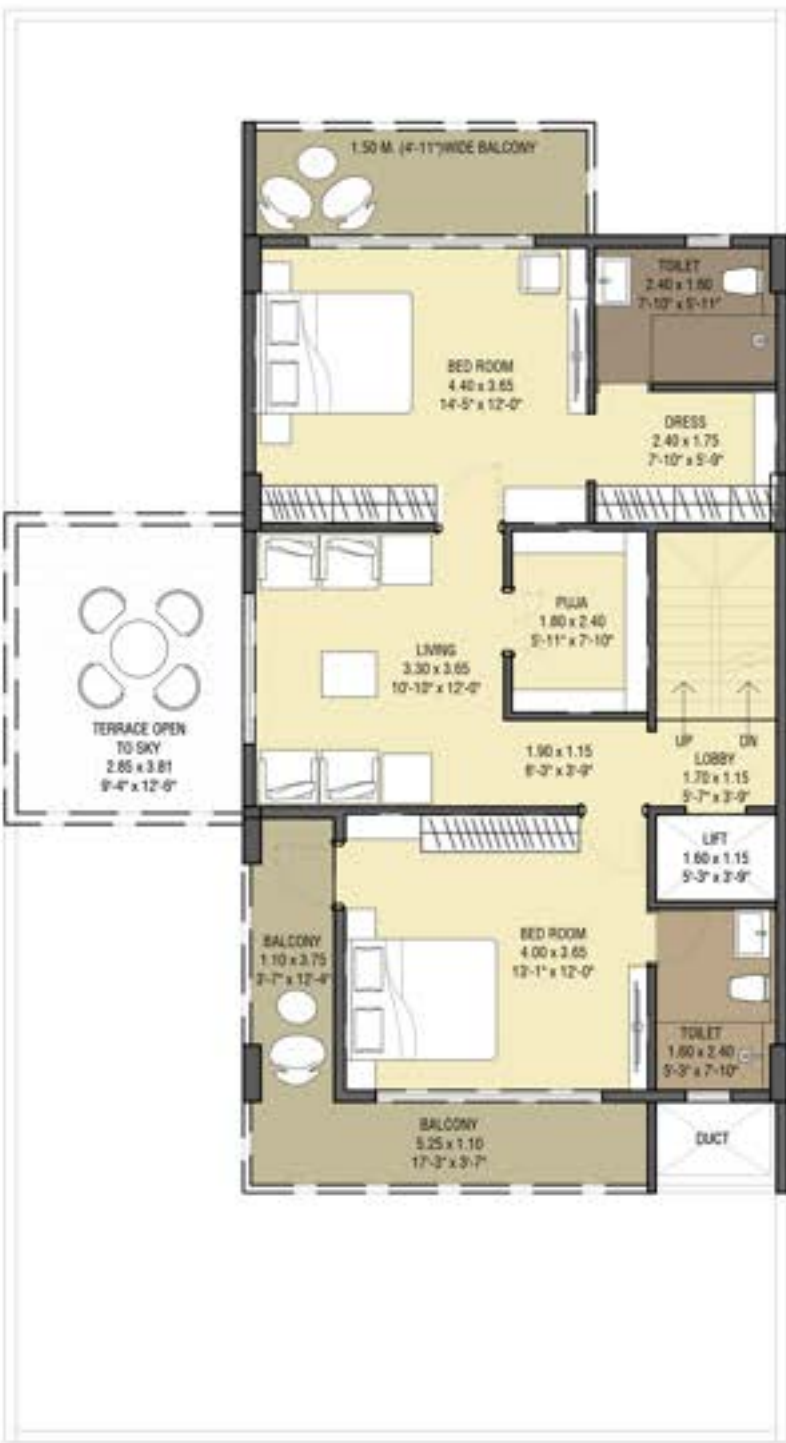 1.50 M. (4'-11")WIDE BALCONY
TOILET
2.40 x 1.80
7'-10" x 5'-11"
BED ROOM
4.40 x 3.65
14'-5" x 12'-0"
DRESS
2.40 x 1.75
7'-10" x 5'-9"
PUJA
1.80 x 2.40
5'-11" x 7'-10"
LIVING
3.30 x 3.65
10'-10" x 12'-0"
TERRACE OPEN
TO SKY
2.85 x 3.81
9'-4" x 12'-6"
UP
DN
1.90 x 1.15
6'-3" x 3'-9"
LOBBY
1.70 x 1.15
5'-7" x 3'-9"
LIFT
1.60 x 1.15
5'-3" x 3'-9"
BALCONY
1.10 x 3.75
3'-7" x 12'-4"
BED ROOM
4.00 x 3.65
13'-1" x 12'-0"
TOILET
1.60 x 2.40
5'-3" x 7'-10"
BALCONY
5.25 x 1.10
17'-3" x 3'-7"
DUCT